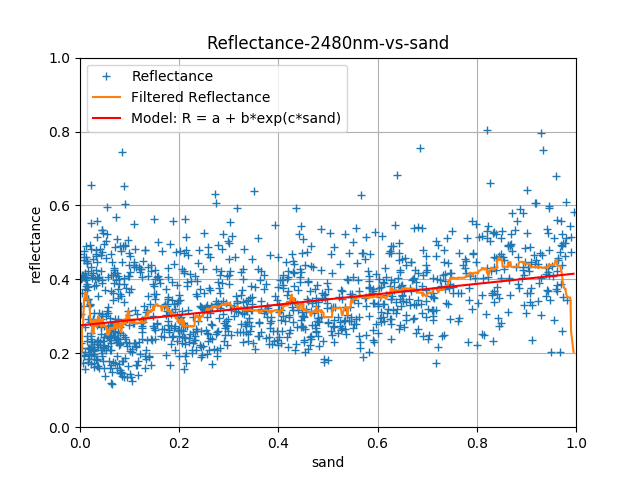 Reflectance-2480nm-vs-sand
Reflectance
Filtered Reflectance
Model: R = a + b*exp(c*sand)
reflectance
1.0
0.8
0.6
0.4
0.2
0.0
0.0 0.2 0.4 0.6 0.8 1.0
sand